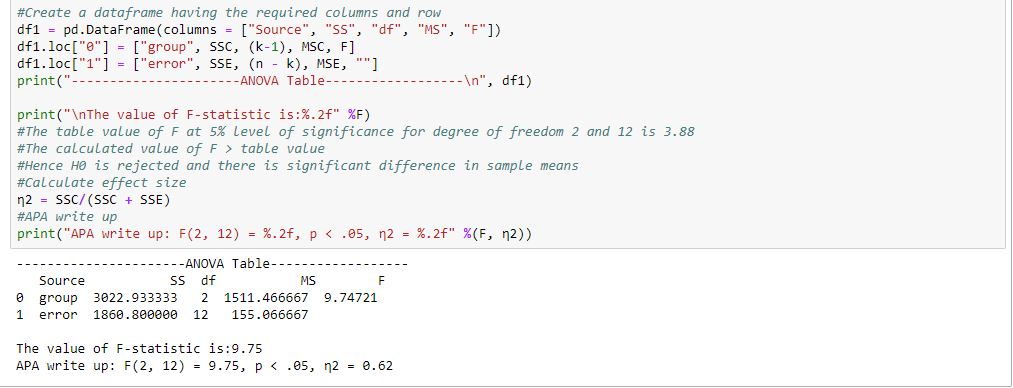 #Create a dataframe having the required columns and row
df1 = pd.DataFrame(columns = ["Source", "SS", "df", "MS", "F"])
df1.loc["0"] = ["group", SSC, (k-1), MSC, F]
df1.loc["1"] = ["error", SSE, (n - k), MSE, ""]
print("---------------------ANOVA Table-----------------\n", df1)
print("\nThe value of F-statistic is:%.2f" %F)
#The table value of F at 5% level of significance for degree of freedom 2 and 12 is 3.88
#The calculated value of F > table value
#Hence H0 is rejected and there is significant difference in sample means
#Calculate effect size
η2 = SSC/(SSC + SSE)
#APA write up
print("APA write up: F(2, 12) = %.2f, p < .05, η2 = %.2f" %(F, η2))
---------------------ANOVA Table-----------------
Source SS df MS F
0 group 3022.933333 2 1511.466667 9.74721
1 error 1860.800000 12 155.066667
The value of F-statistic is:9.75
APA write up: F(2, 12) = 9.75, p < .05, η2 = 0.62